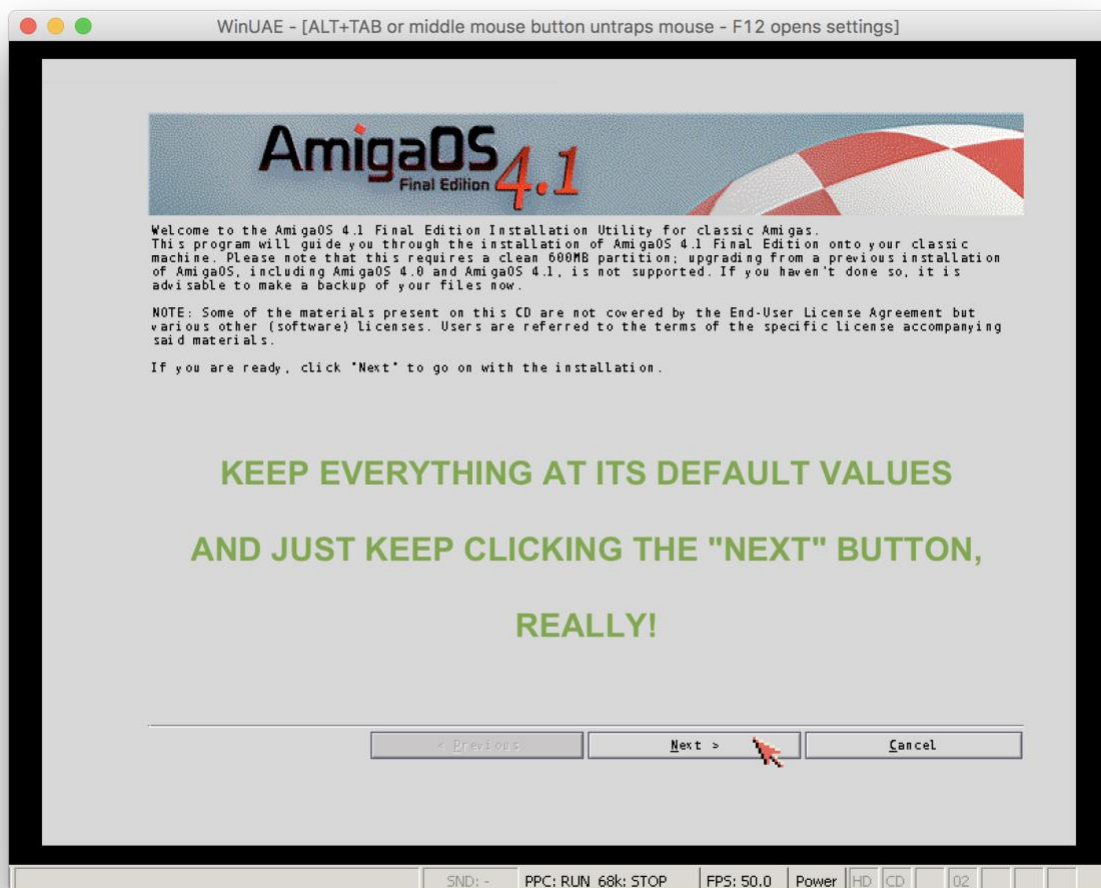 WinUAE - [ALT+TAB or middle mouse button untraps mouse - F12 opens settings]
AmigaOS 4.1
Final Edition
Welcome to the AmigaOS 4.1 Final Edition Installation Utility for classic Amigas.
This program will guide you through the installation of AmigaOS 4.1 Final Edition onto your classic
machine. Please note that this requires a clean 600MB partition; upgrading from a previous installation
of AmigaOS, including AmigaOS 4.0 and AmigaOS 4.1, is not supported. If you haven't done so, it is
advisable to make a backup of your files now.
NOTE: Some of the materials present on this CD are not covered by the End-User License Agreement but
various other (software) licenses. Users are referred to the terms of the specific license accompanying
said materials.
If you are ready, click "Next" to go on with the installation.
KEEP EVERYTHING AT ITS DEFAULT VALUES
AND JUST KEEP CLICKING THE "NEXT" BUTTON,
REALLY!
< Previous
Next >
Cancel
SND: - PPC: RUN 68k: STOP FPS: 50.0 Power HD CD 02